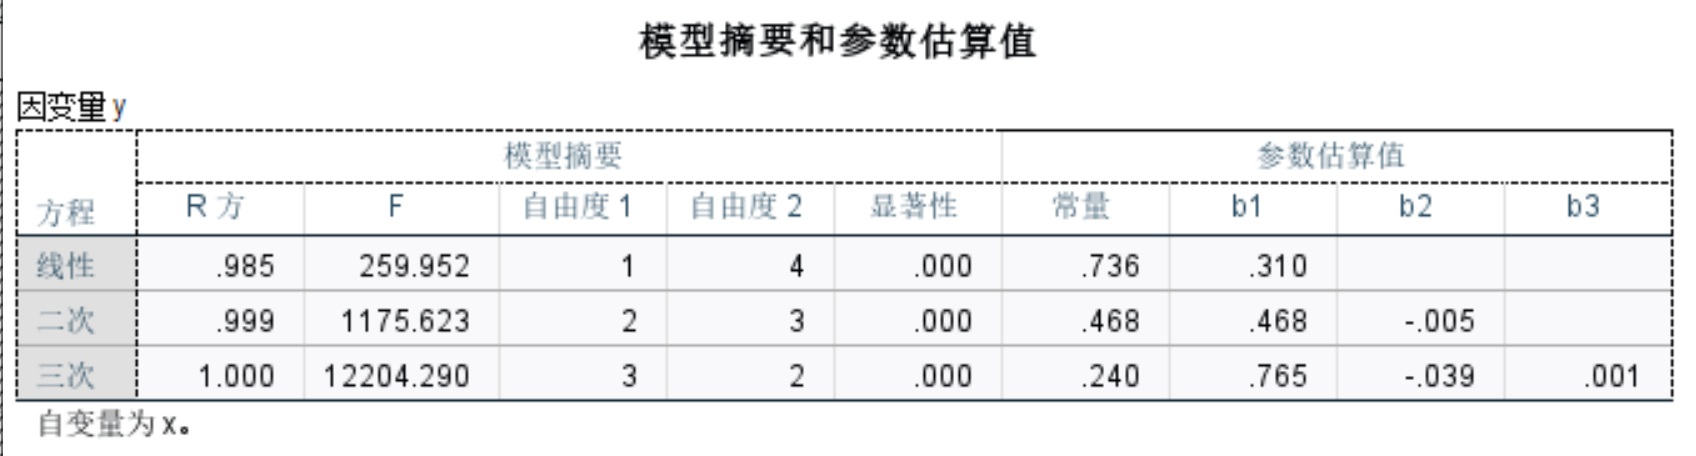 模型摘要和参数估算值
因变量 y
模型摘要 参数估算值
方程 R 方 F 自由度 1 自由度 2 显著性 常量 b1 b2 b3
线性 .985 259.952 1 4 .000 .736 .310
二次 .999 1175.623 2 3 .000 .468 .468 -.005
三次 1.000 12204.290 3 2 .000 .240 .765 -.039 .001
自变量为 x。